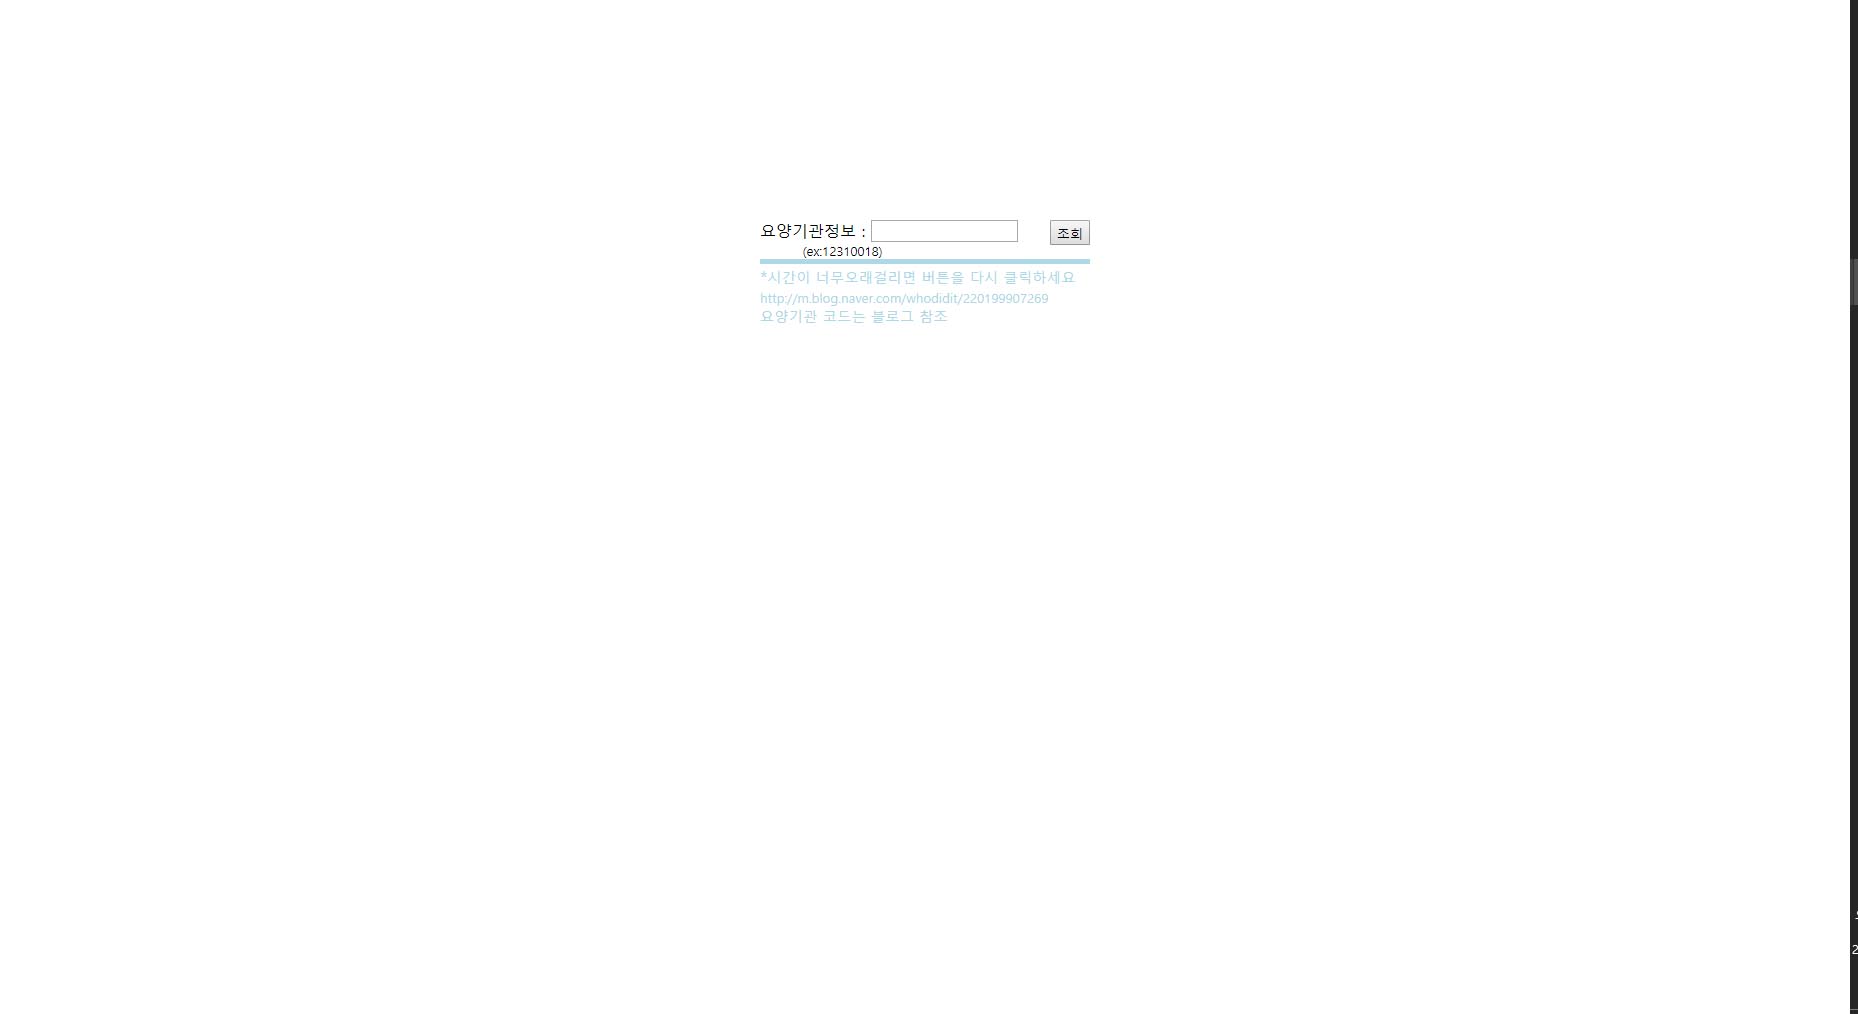 요양기관정보 : 조회
(ex:12310018)
*시간이 너무오래걸리면 버튼을 다시 클릭하세요
http://m.blog.naver.com/whodidit/220199907269
요양기관 코드는 블로그 참조
2